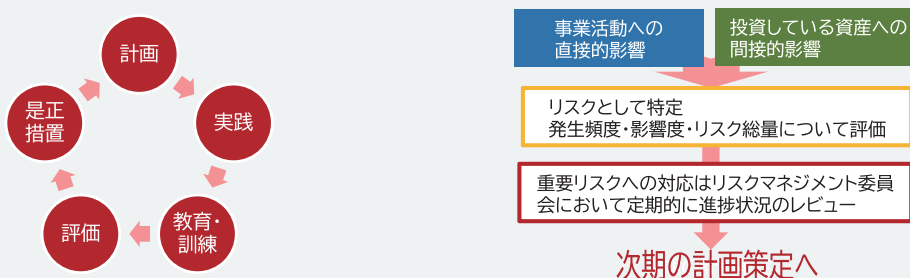 計画
実践
教育・
訓練
評価
是正
措置
事業活動への
直接的影響
投資している資産への
間接的影響
リスクとして特定
発生頻度・影響度・リスク総量について評価
重要リスクへの対応はリスクマネジメント委員
会において定期的に進捗状況のレビュー
次期の計画策定へ